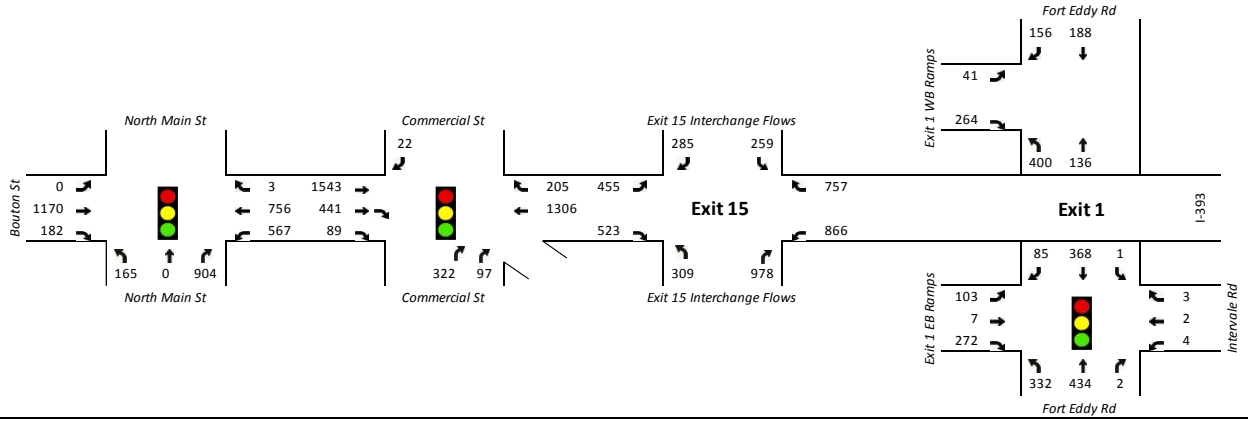 Fort Eddy Rd
156 188
Exit 1 WB Ramps
41
264
400 136
North Main St
Commercial St
Exit 15 Interchange Flows
22
285 259
Bouton St
0
1170
182
3
756
567
1543
441
89
205
1306
455
523
Exit 15
757
866
Exit 1
I-393
165 0 904
North Main St
322 97
Commercial St
309 978
Exit 15 Interchange Flows
85 368 1
Exit 1 EB Ramps
103
7
272
3
2
4
Intervale Rd
332 434 2
Fort Eddy Rd